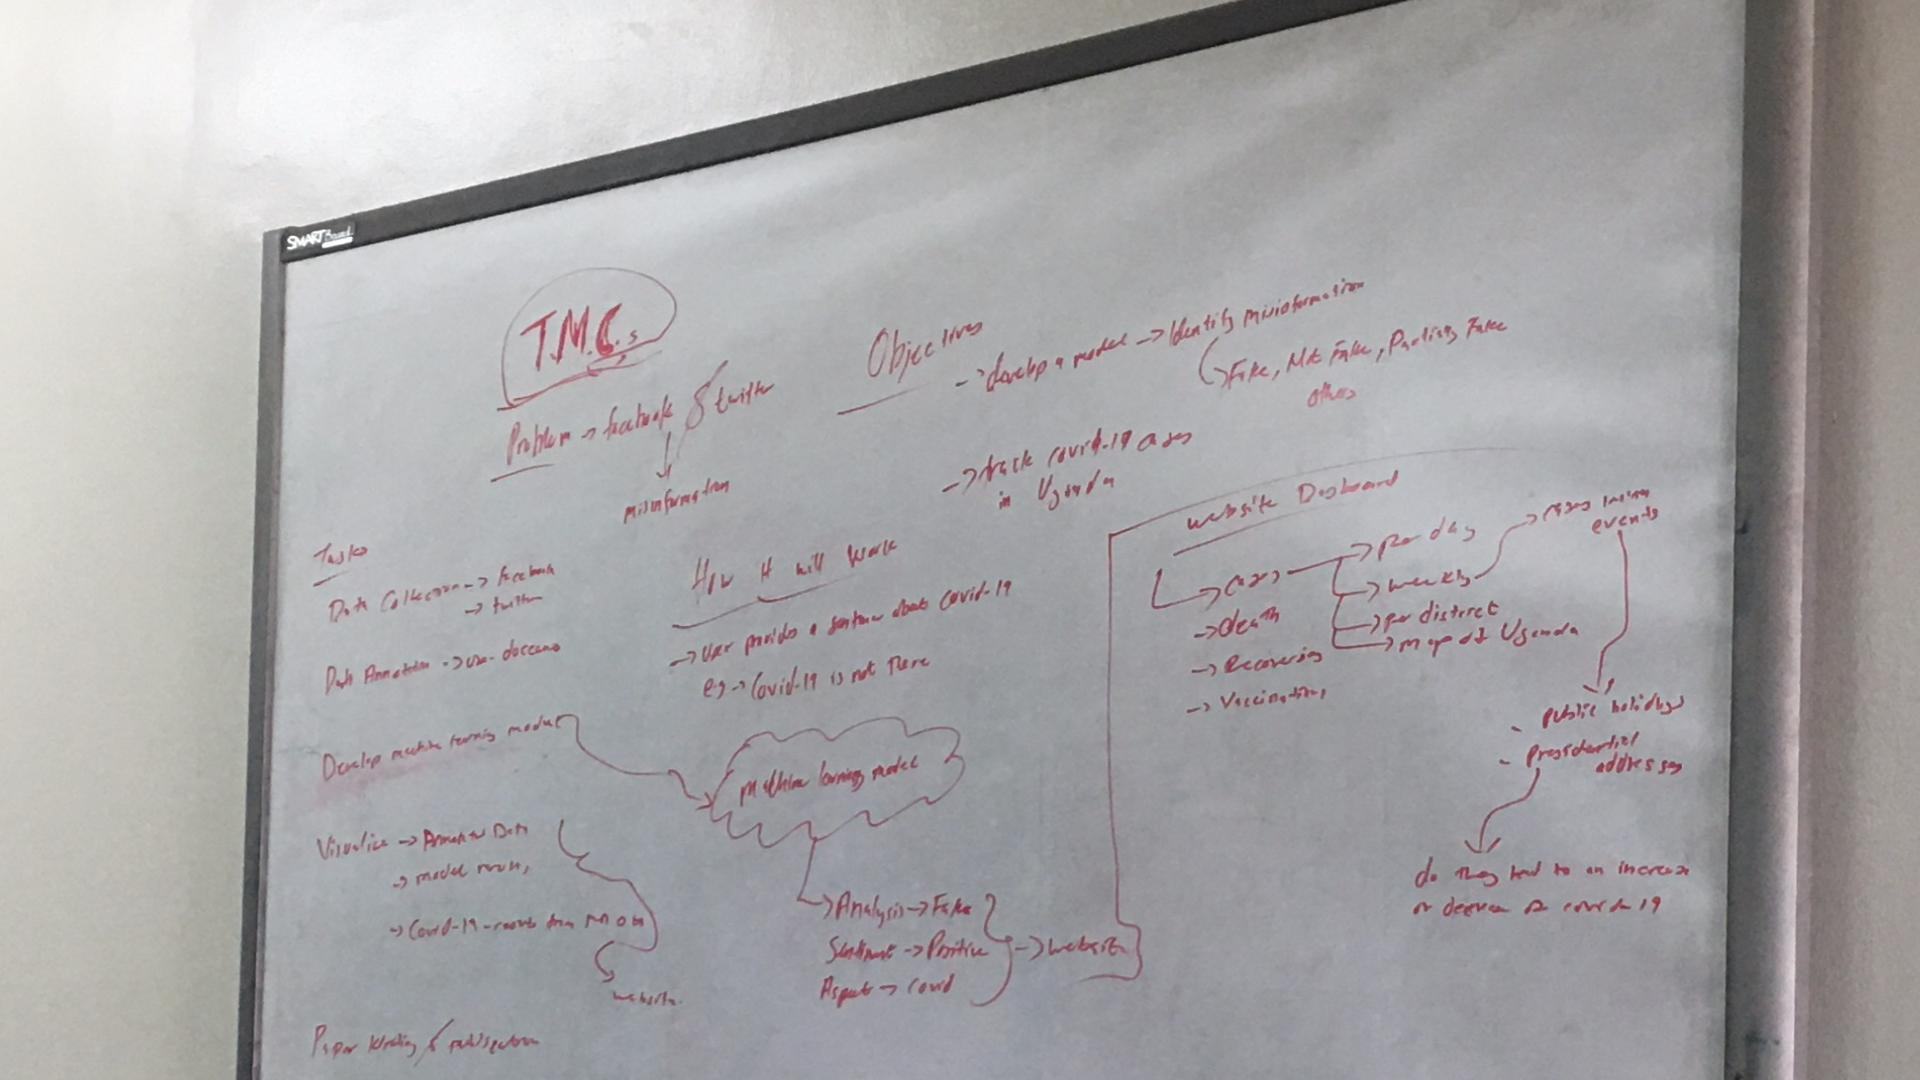 SMART Board
T.M.C.s
Problem → facebook & twitter
↓
misinformation
Objectives
→ develop a model → Identify misinformation
→ Fake, Not Fake, Partially Fake
others
→ track covid-19 cases
in Uganda
Tasks
Data Collection → facebook
→ twitter
Data Annotation → use- doccano
Develop machine learning model
Visualize → Annotated Data
→ model results
→ Covid-19 - results from MOH
website
Paper Writing & publication
How it will work
→ User provides a sentence about covid-19
eg → Covid-19 is not there
Machine learning model
→ Analysis → Fake
Sentiment → Positive
Aspect → covid
→ website
website Dashboard
→ cases
→ death
→ Recoveries
→ Vaccinations
→ per day
→ weekly
→ per district
→ map of Uganda
→ cases
events
- public holidays
- presidential
addresses
do they lead to an increase
or decrease of covid-19